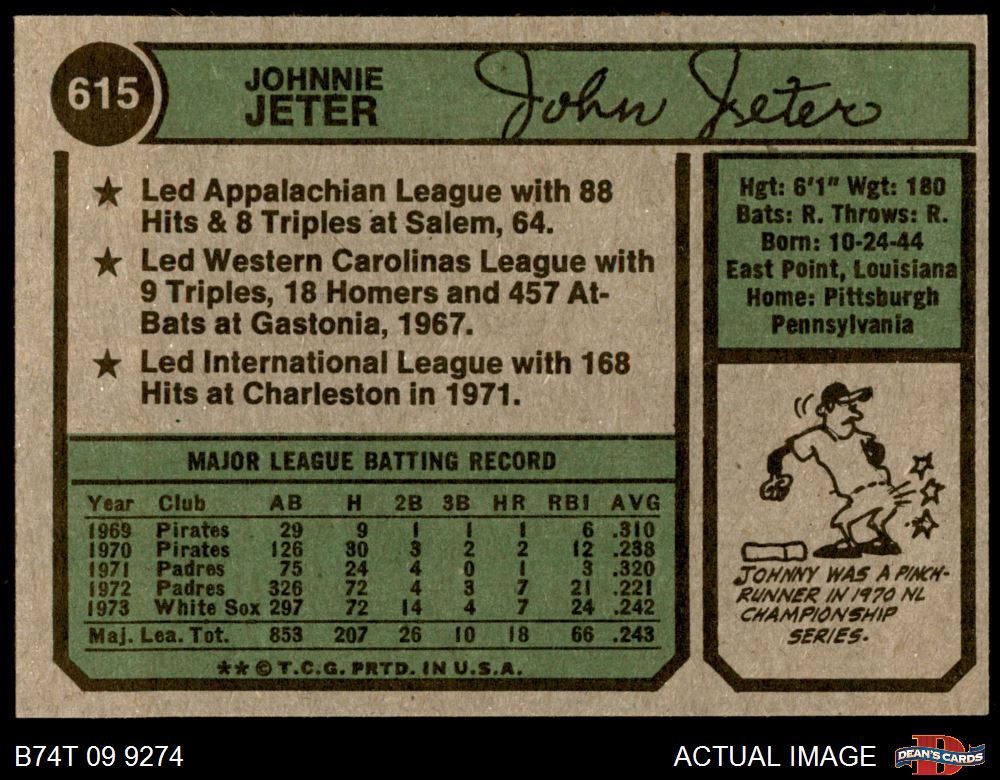 615
JOHNNIE
JETER
John Jeter
★ Led Appalachian League with 88
Hits & 8 Triples at Salem, 64.
★ Led Western Carolinas League with
9 Triples, 18 Homers and 457 At-
Bats at Gastonia, 1967.
★ Led International League with 168
Hits at Charleston in 1971.
Hgt: 6'1" Wgt: 180
Bats: R. Throws: R.
Born: 10-24-44
East Point, Louisiana
Home: Pittsburgh
Pennsylvania
MAJOR LEAGUE BATTING RECORD
Year Club AB H 2B 3B HR RBI AVG
1969 Pirates 29 9 1 1 1 6 .310
1970 Pirates 126 30 3 2 2 12 .238
1971 Padres 75 24 4 0 1 3 .320
1972 Padres 326 72 4 3 7 21 .221
1973 White Sox 297 72 14 4 7 24 .242
Maj. Lea. Tot. 853 207 26 10 18 66 .243
** © T.C.G. PRTD. IN U.S.A.
JOHNNY WAS A PINCH-
RUNNER IN 1970 NL
CHAMPIONSHIP
SERIES.
B74T 09 9274
ACTUAL IMAGE
D
DEAN'S CARDS